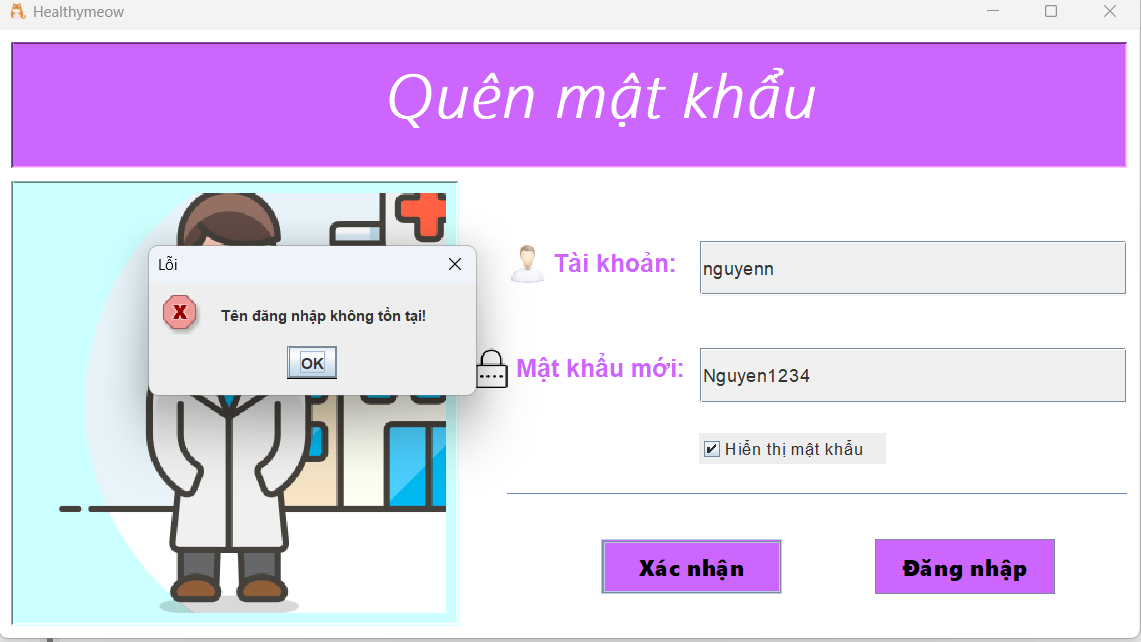 Healthymeow
Quên mật khẩu
Lỗi
Tên đăng nhập không tồn tại!
OK
Tài khoản:
nguyenn
Mật khẩu mới:
Nguyen1234
Hiển thị mật khẩu
Xác nhận
Đăng nhập